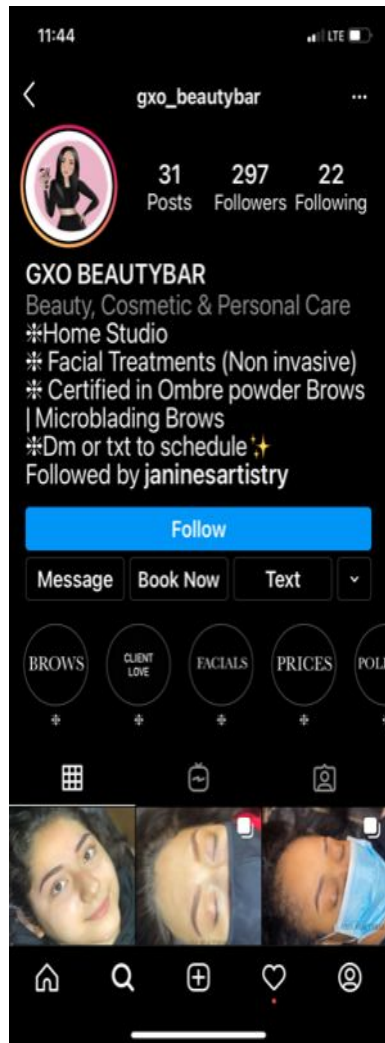 11:44 LTE
gxo_beautybar
31 297 22
Posts Followers Following
GXO BEAUTYBAR
Beauty, Cosmetic & Personal Care
❇Home Studio
❇ Facial Treatments (Non invasive)
❇ Certified in Ombre powder Brows
| Microblading Brows
❇Dm or txt to schedule✨
Followed by janinesartistry
Follow
Message Book Now Text
BROWS CLIENT LOVE FACIALS PRICES POLI